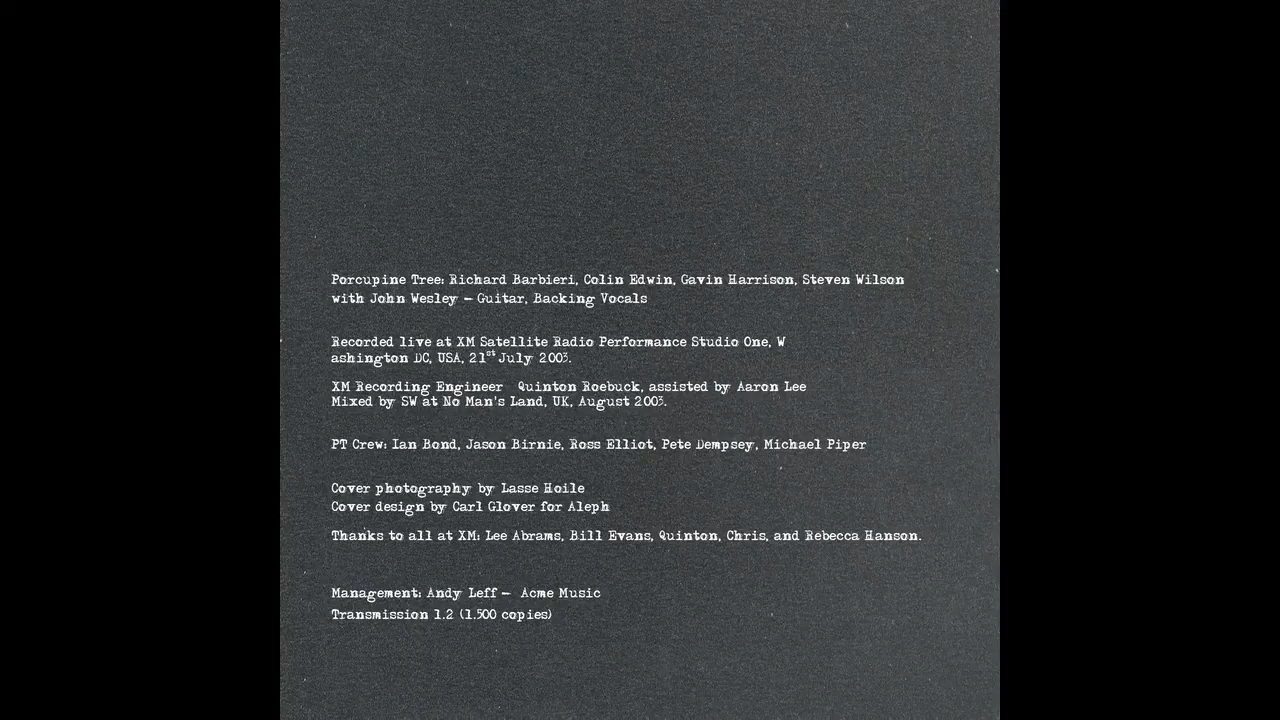 Porcupine Tree: Richard Barbieri, Colin Edwin, Gavin Harrison, Steven Wilson
with John Wesley – Guitar, Backing Vocals
Recorded live at XM Satellite Radio Performance Studio One, W
ashington DC, USA, 21st July 2003.
XM Recording Engineer  Quinton Roebuck, assisted by Aaron Lee
Mixed by SW at No Man's Land, UK, August 2003.
PT Crew: Ian Bond, Jason Birnie, Ross Elliot, Pete Dempsey, Michael Piper
Cover photography by Lasse Hoile
Cover design by Carl Glover for Aleph
Thanks to all at XM: Lee Abrams, Bill Evans, Quinton, Chris, and Rebecca Hanson.
Management: Andy Leff –  Acme Music
Transmission 1.2 (1.500 copies)